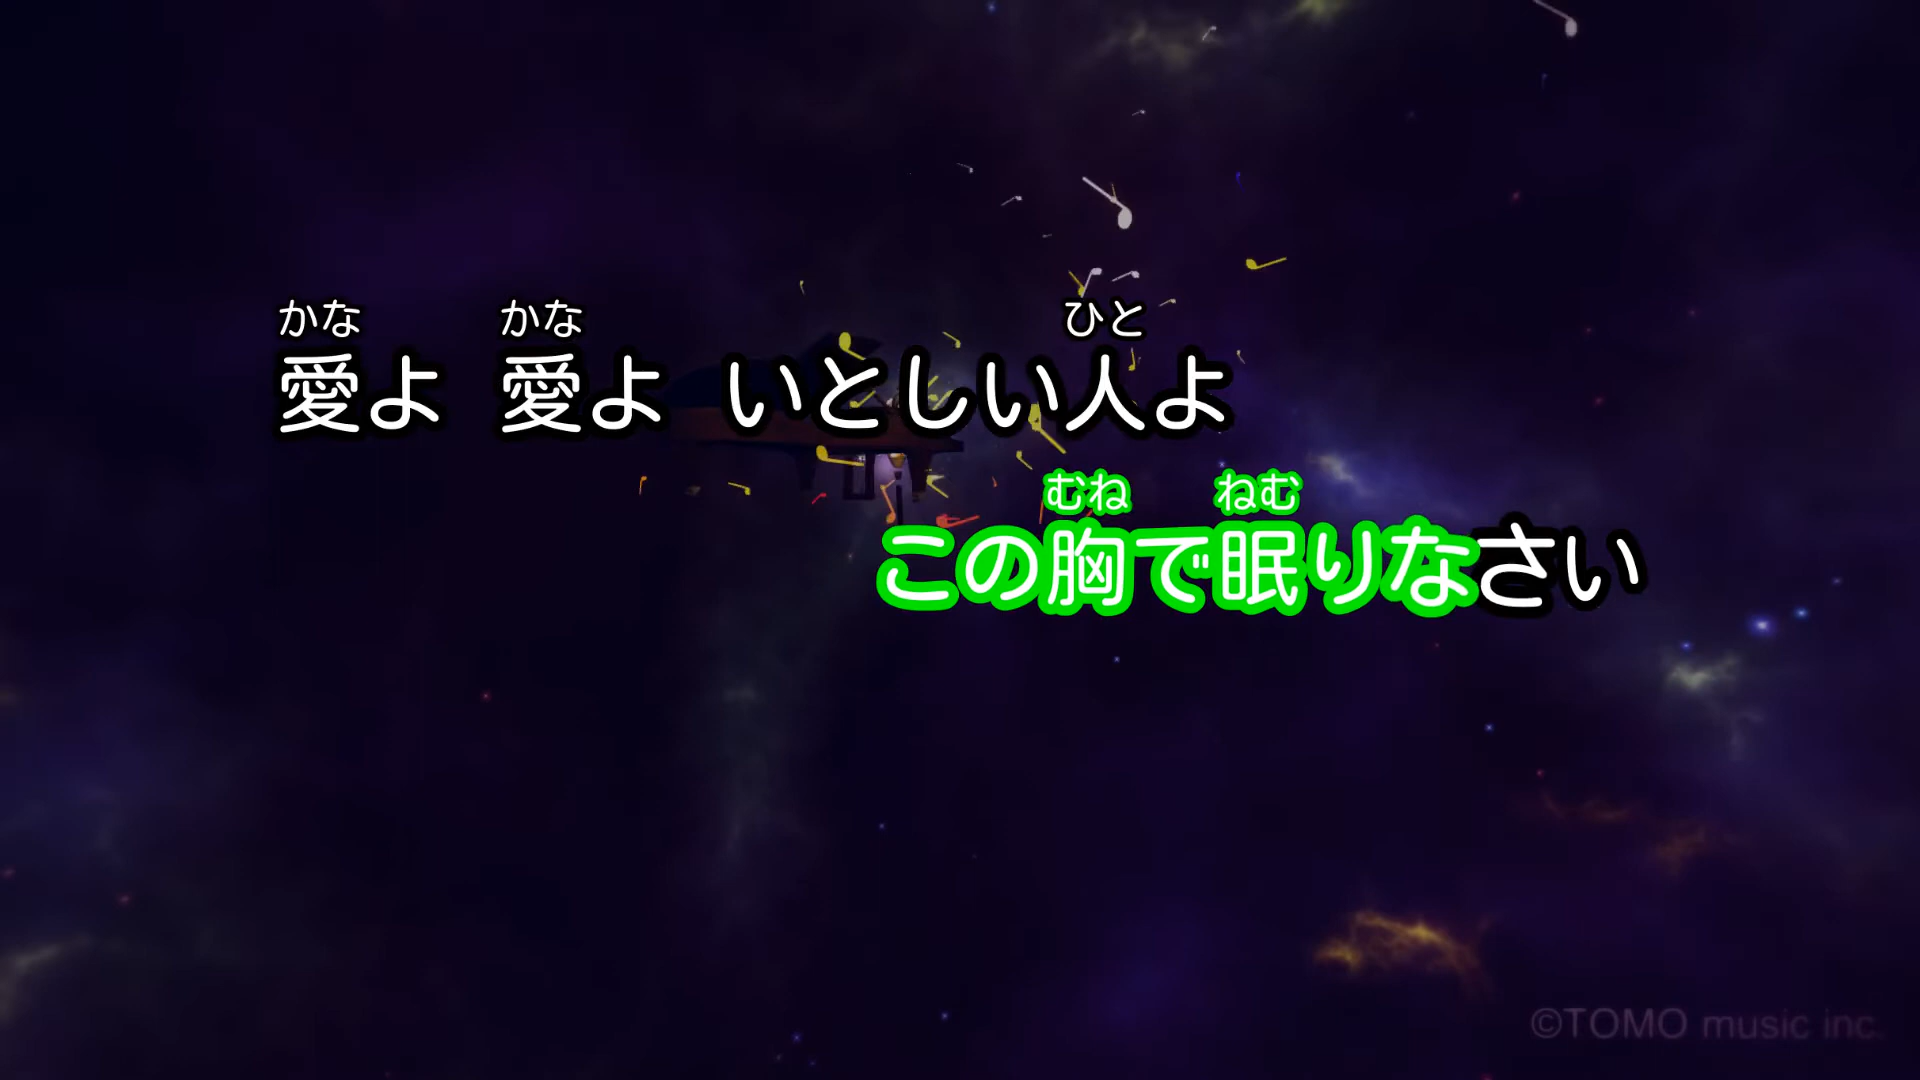 かな かな ひと
愛よ 愛よ いとしい人よ
むね ねむ
この胸で眠りなさい
©TOMO music inc.